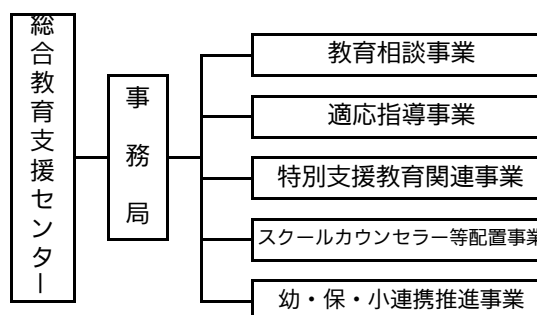 総合教育支援センター
事務局
教育相談事業
適応指導事業
特別支援教育関連事業
スクールカウンセラー等配置事業
幼・保・小連携推進事業